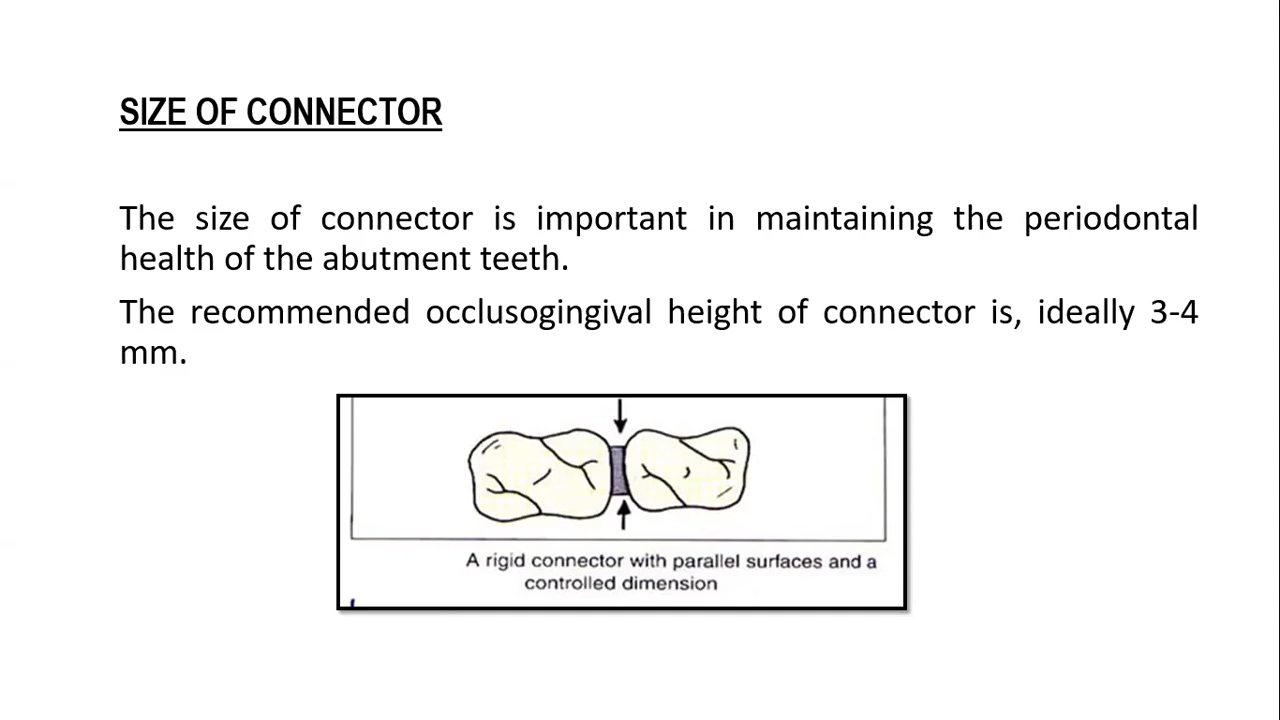 SIZE OF CONNECTOR
The size of connector is important in maintaining the periodontal
health of the abutment teeth.
The recommended occlusogingival height of connector is, ideally 3-4
mm.
A rigid connector with parallel surfaces and a
controlled dimension